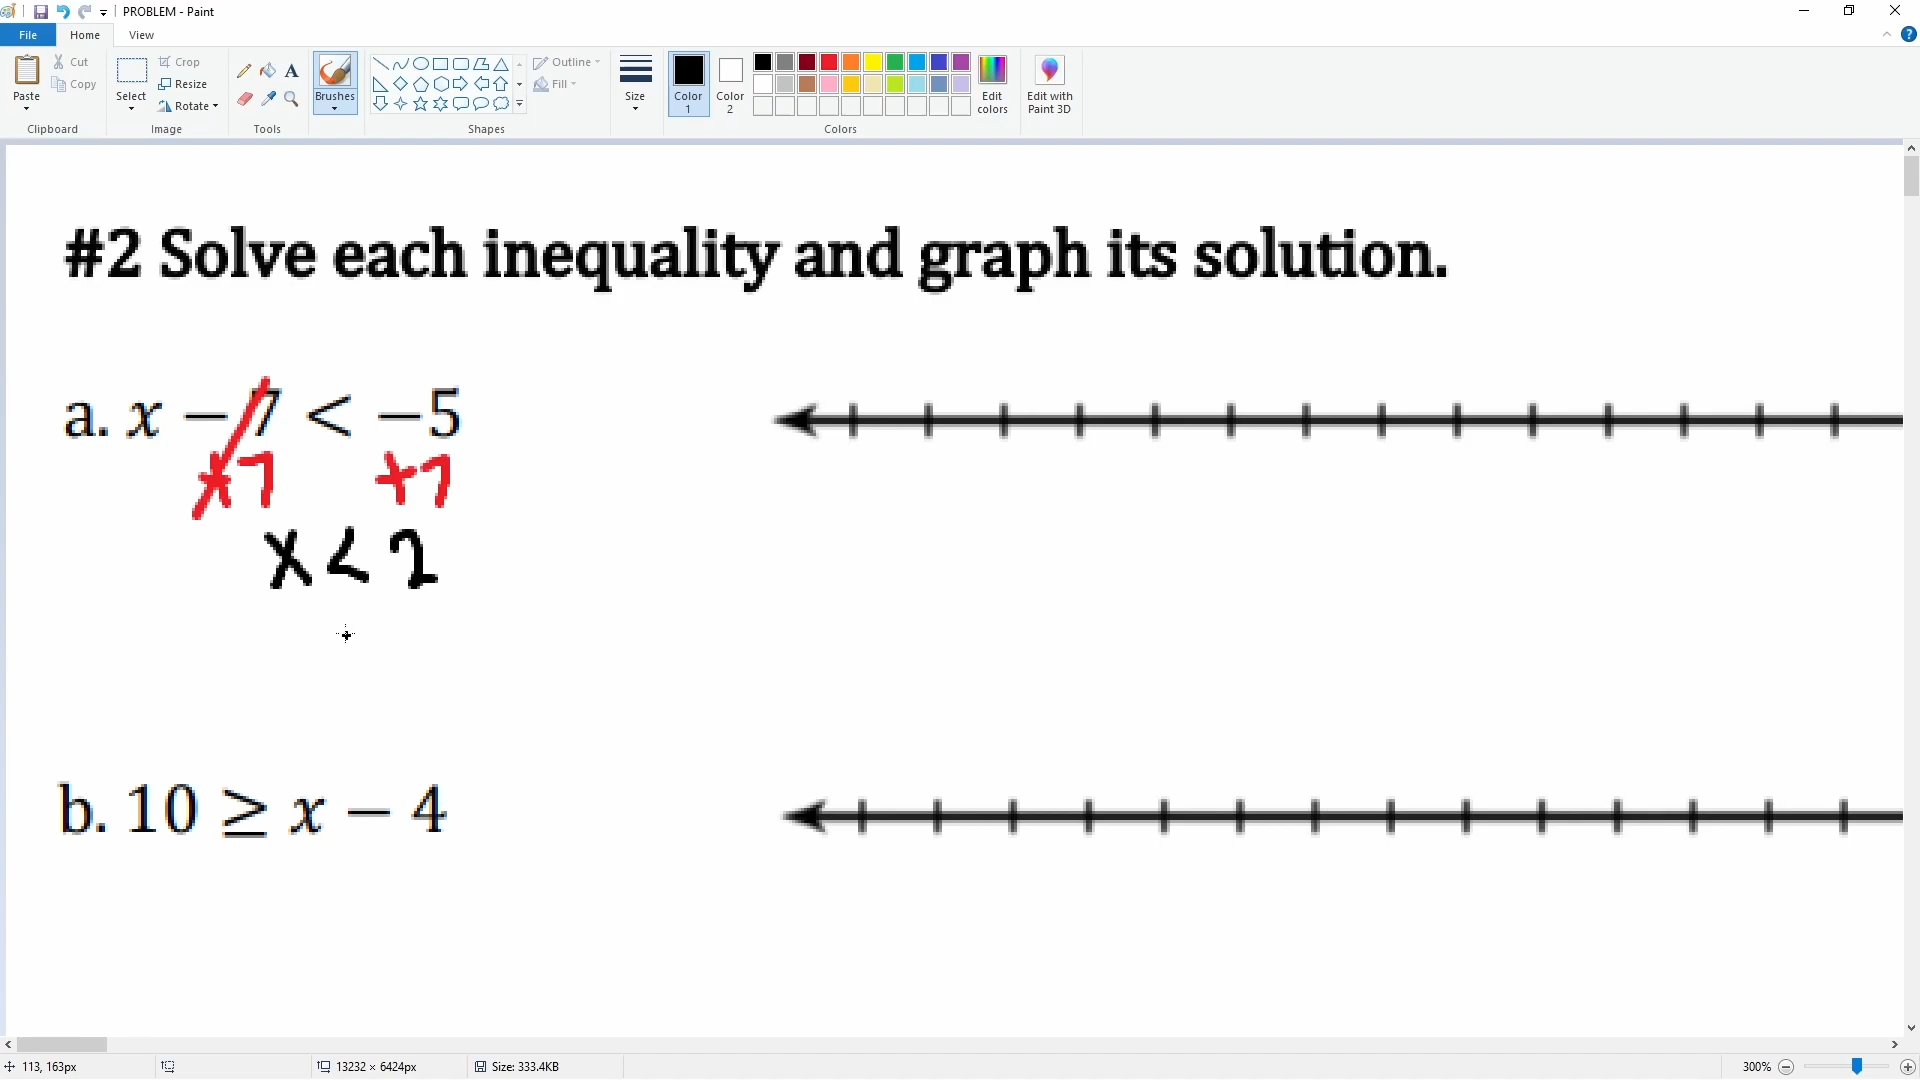 PROBLEM - Paint
File Home View
Paste
Cut
Copy
Clipboard
Select
Crop
Resize
Rotate
Image
A
Tools
Brushes
Outline
Fill
Shapes
Size
Color 1
Color 2
Edit colors
Colors
Edit with Paint 3D
#2 Solve each inequality and graph its solution.
a. x − 7 < −5
+7 +7
x < 2
b. 10 ≥ x − 4
113, 163px
13232 × 6424px
Size: 333.4KB
300%